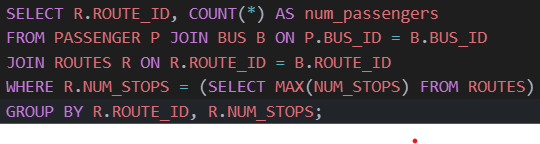 SELECT R.ROUTE_ID, COUNT(*) AS num_passengers
FROM PASSENGER P JOIN BUS B ON P.BUS_ID = B.BUS_ID
JOIN ROUTES R ON R.ROUTE_ID = B.ROUTE_ID
WHERE R.NUM_STOPS = (SELECT MAX(NUM_STOPS) FROM ROUTES)
GROUP BY R.ROUTE_ID, R.NUM_STOPS;